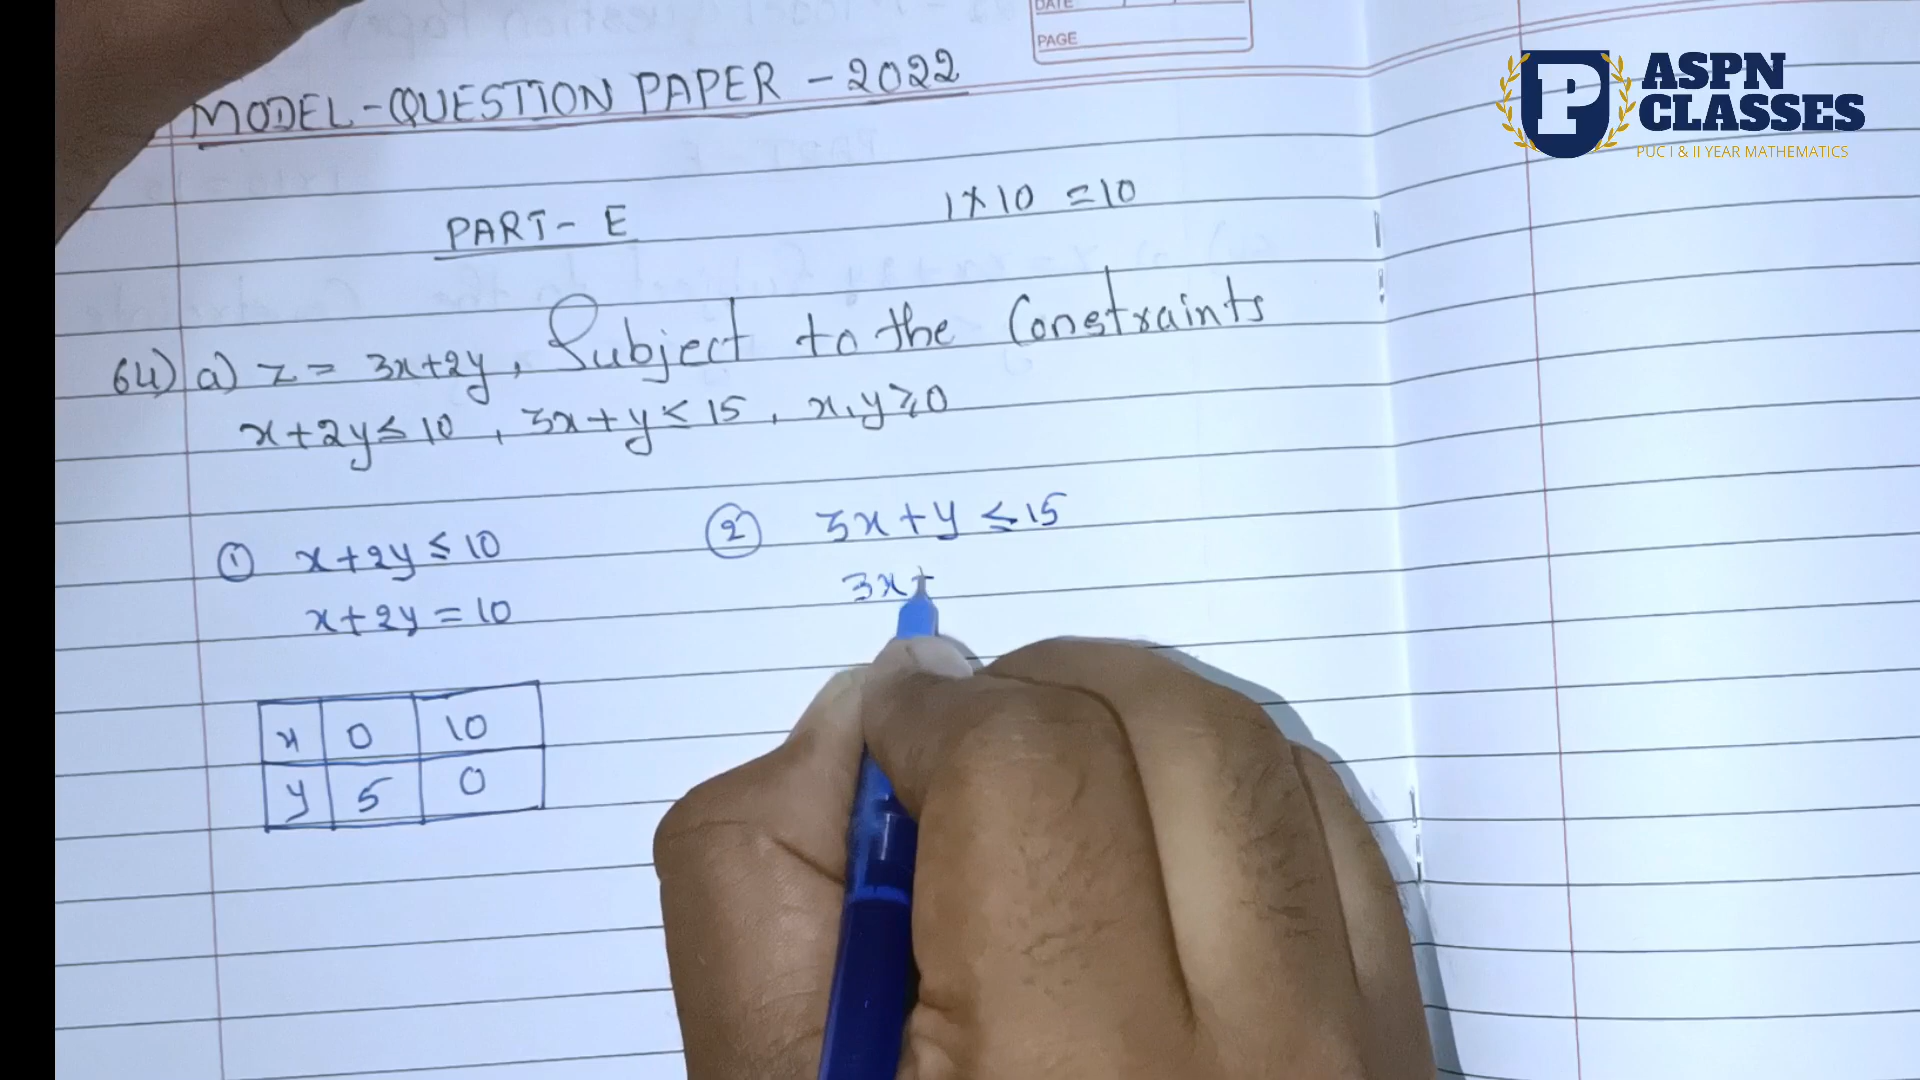 DATE
PAGE
ASPN
CLASSES
PUC I & II YEAR MATHEMATICS
MODEL-QUESTION PAPER - 2022
PART- E 1×10 =10
64) a) z = 3x+2y, Subject to the Constraints
x+2y≤10, 3x+y<15, x,y≥0
① x+2y≤10 ② 3x+y≤15
x+2y=10 3x+
x 0 10
y 5 0